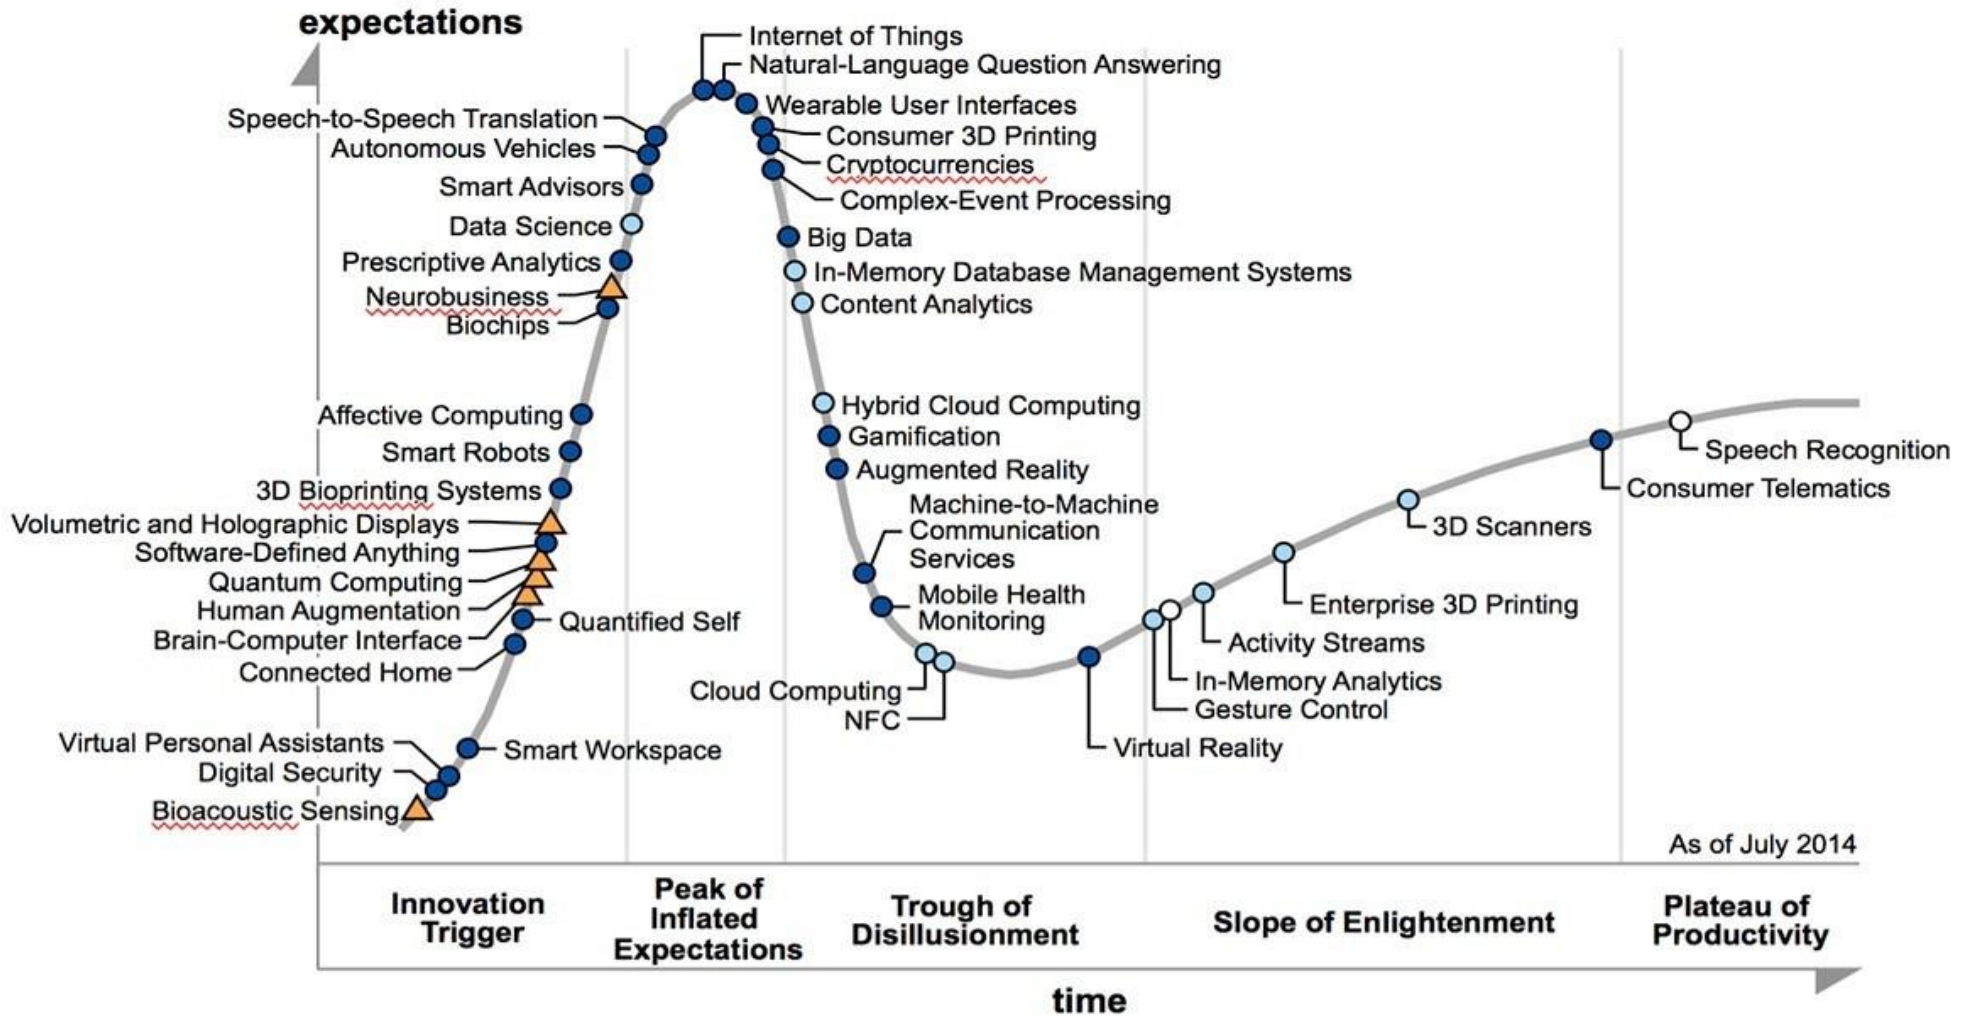 expectations
Internet of Things
Natural-Language Question Answering
Wearable User Interfaces
Speech-to-Speech Translation
Consumer 3D Printing
Autonomous Vehicles
Cryptocurrencies
Smart Advisors
Complex-Event Processing
Data Science
Big Data
Prescriptive Analytics
In-Memory Database Management Systems
Neurobusiness
Content Analytics
Biochips
Hybrid Cloud Computing
Affective Computing
Gamification
Smart Robots
Augmented Reality
3D Bioprinting Systems
Machine-to-Machine
Communication
Services
Volumetric and Holographic Displays
Software-Defined Anything
Quantum Computing
Human Augmentation
Brain-Computer Interface
Connected Home
Quantified Self
Mobile Health
Monitoring
Speech Recognition
Consumer Telematics
3D Scanners
Enterprise 3D Printing
Activity Streams
In-Memory Analytics
Gesture Control
Virtual Reality
Cloud Computing
NFC
Virtual Personal Assistants
Smart Workspace
Digital Security
Bioacoustic Sensing
As of July 2014
Innovation
Trigger
Peak of
Inflated
Expectations
Trough of
Disillusionment
Slope of Enlightenment
Plateau of
Productivity
time